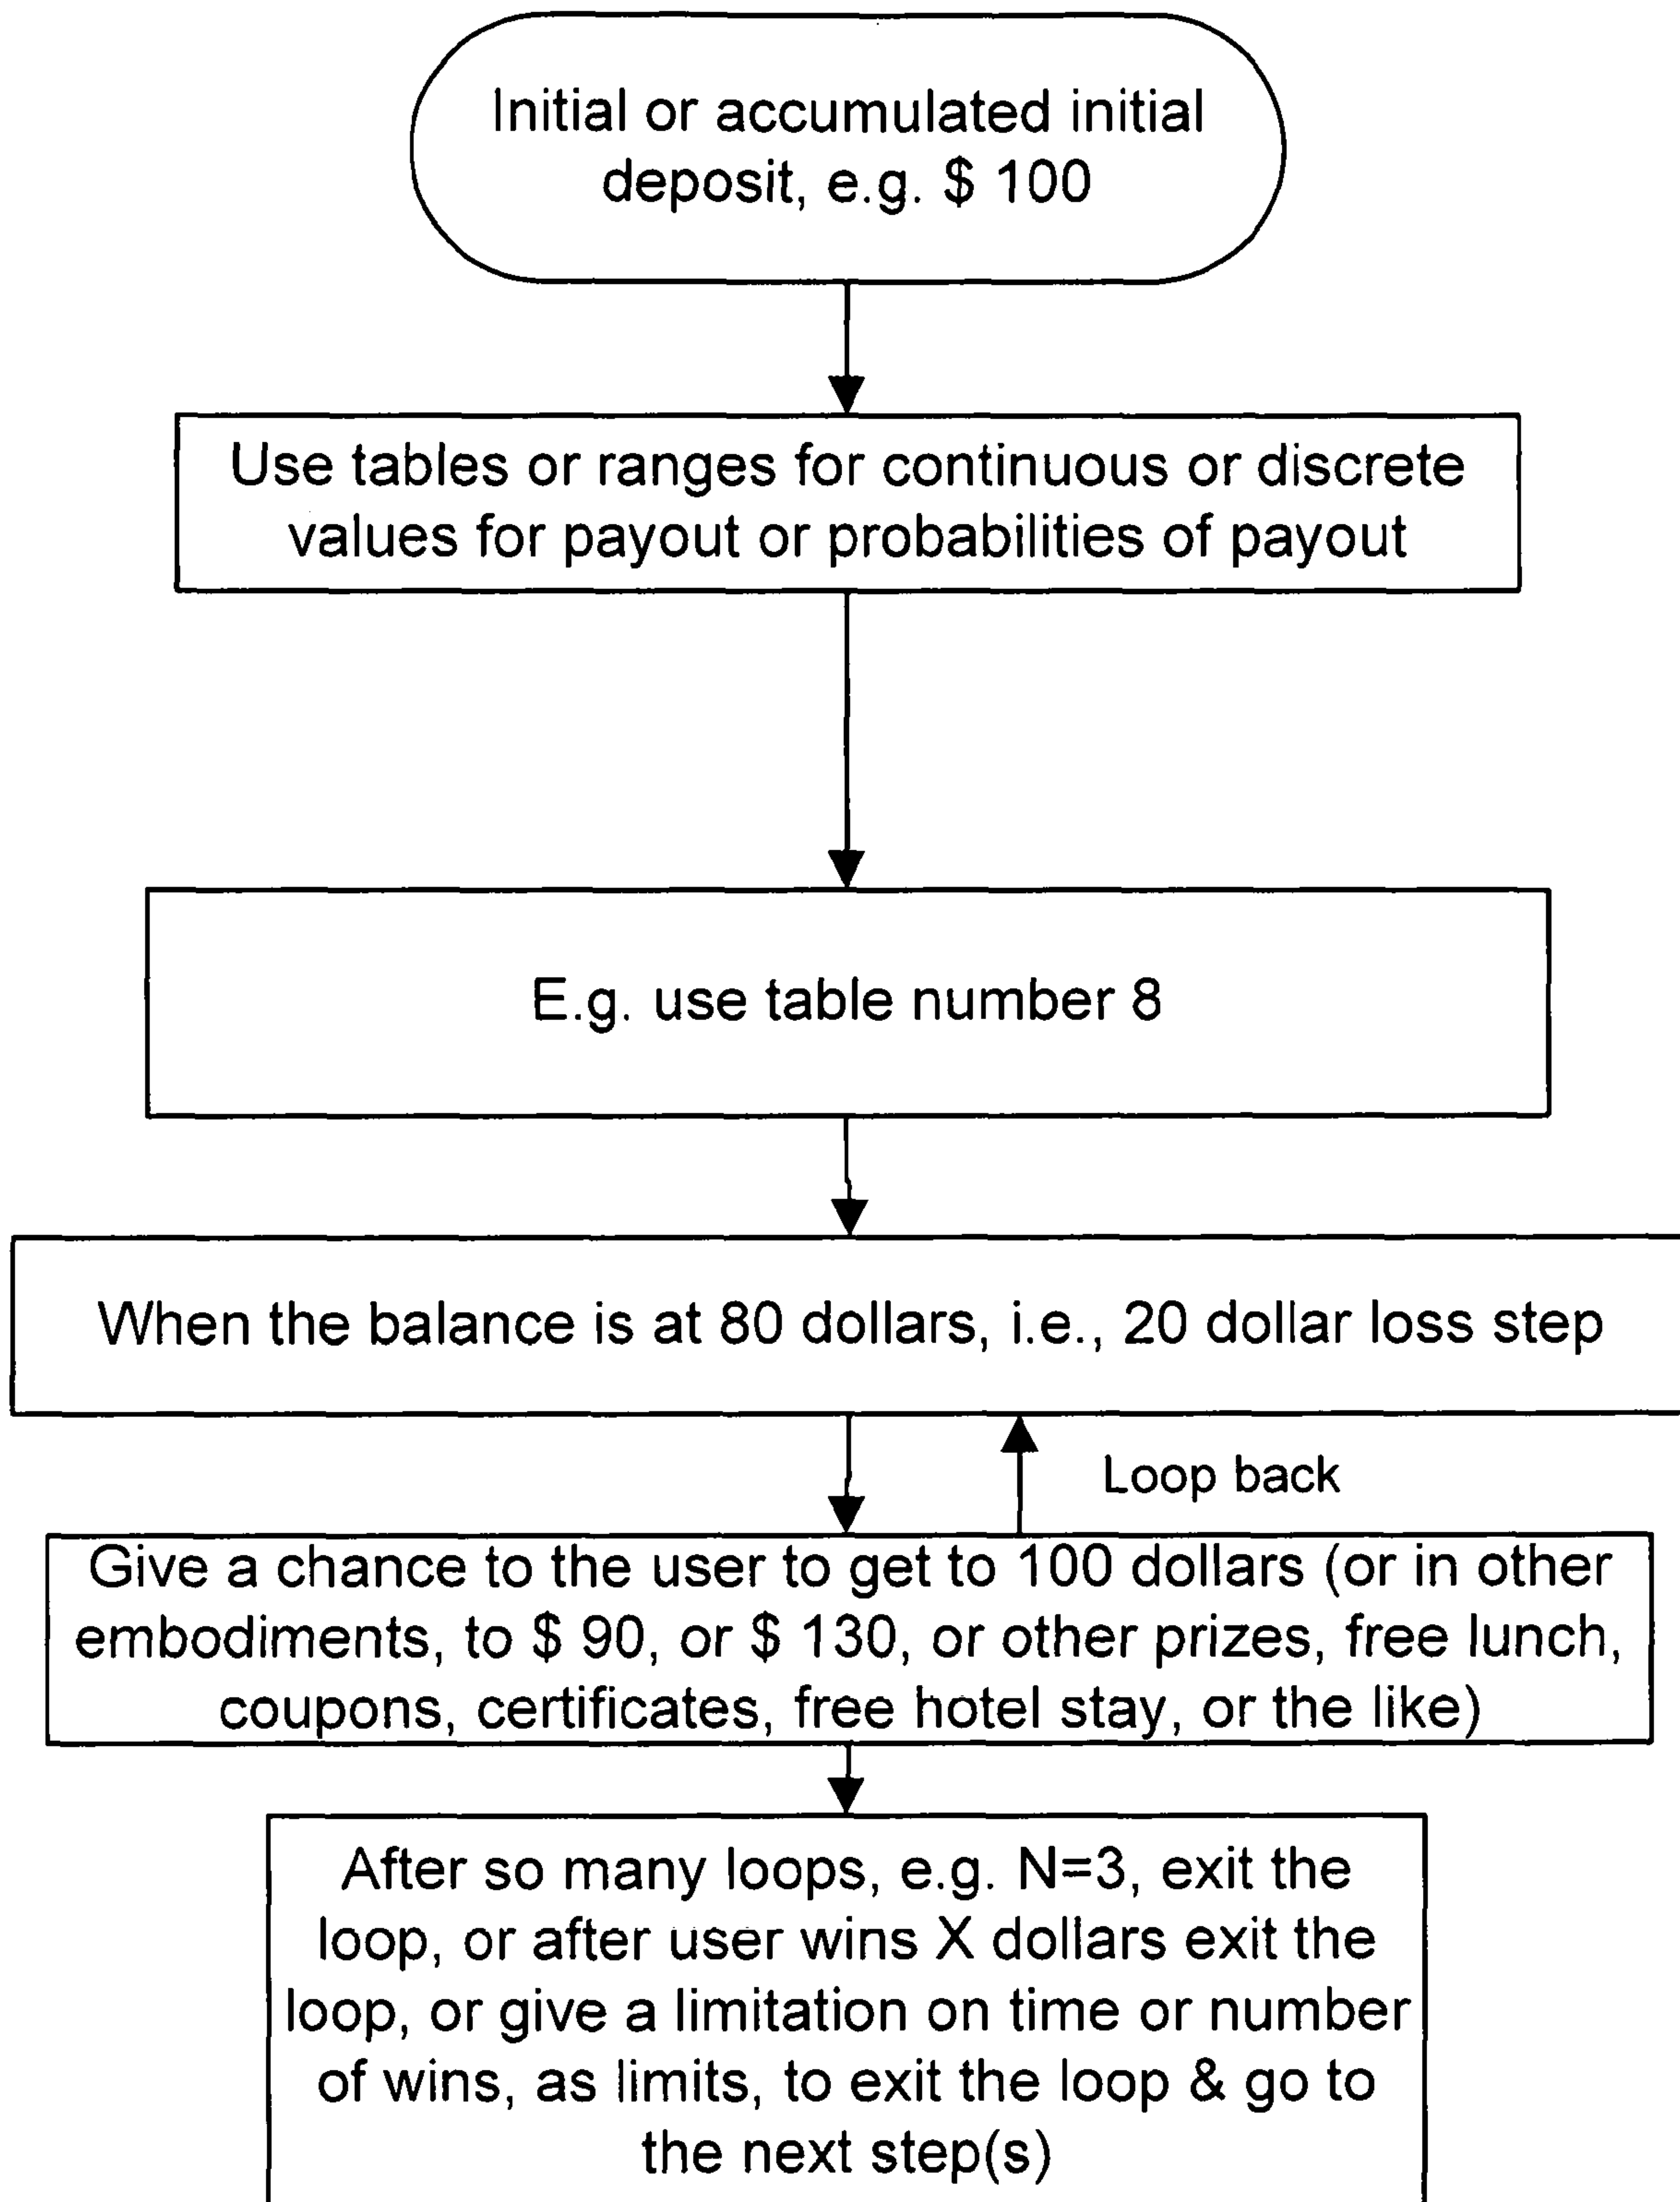 Initial or accumulated initial
deposit, e.g. $ 100
Use tables or ranges for continuous or discrete
values for payout or probabilities of payout
E.g. use table number 8
When the balance is at 80 dollars, i.e., 20 dollar loss step
Loop back
Give a chance to the user to get to 100 dollars (or in other
embodiments, to $ 90, or $ 130, or other prizes, free lunch,
coupons, certificates, free hotel stay, or the like)
After so many loops, e.g. N=3, exit the
loop, or after user wins X dollars exit the
loop, or give a limitation on time or number
of wins, as limits, to exit the loop & go to
the next step(s)